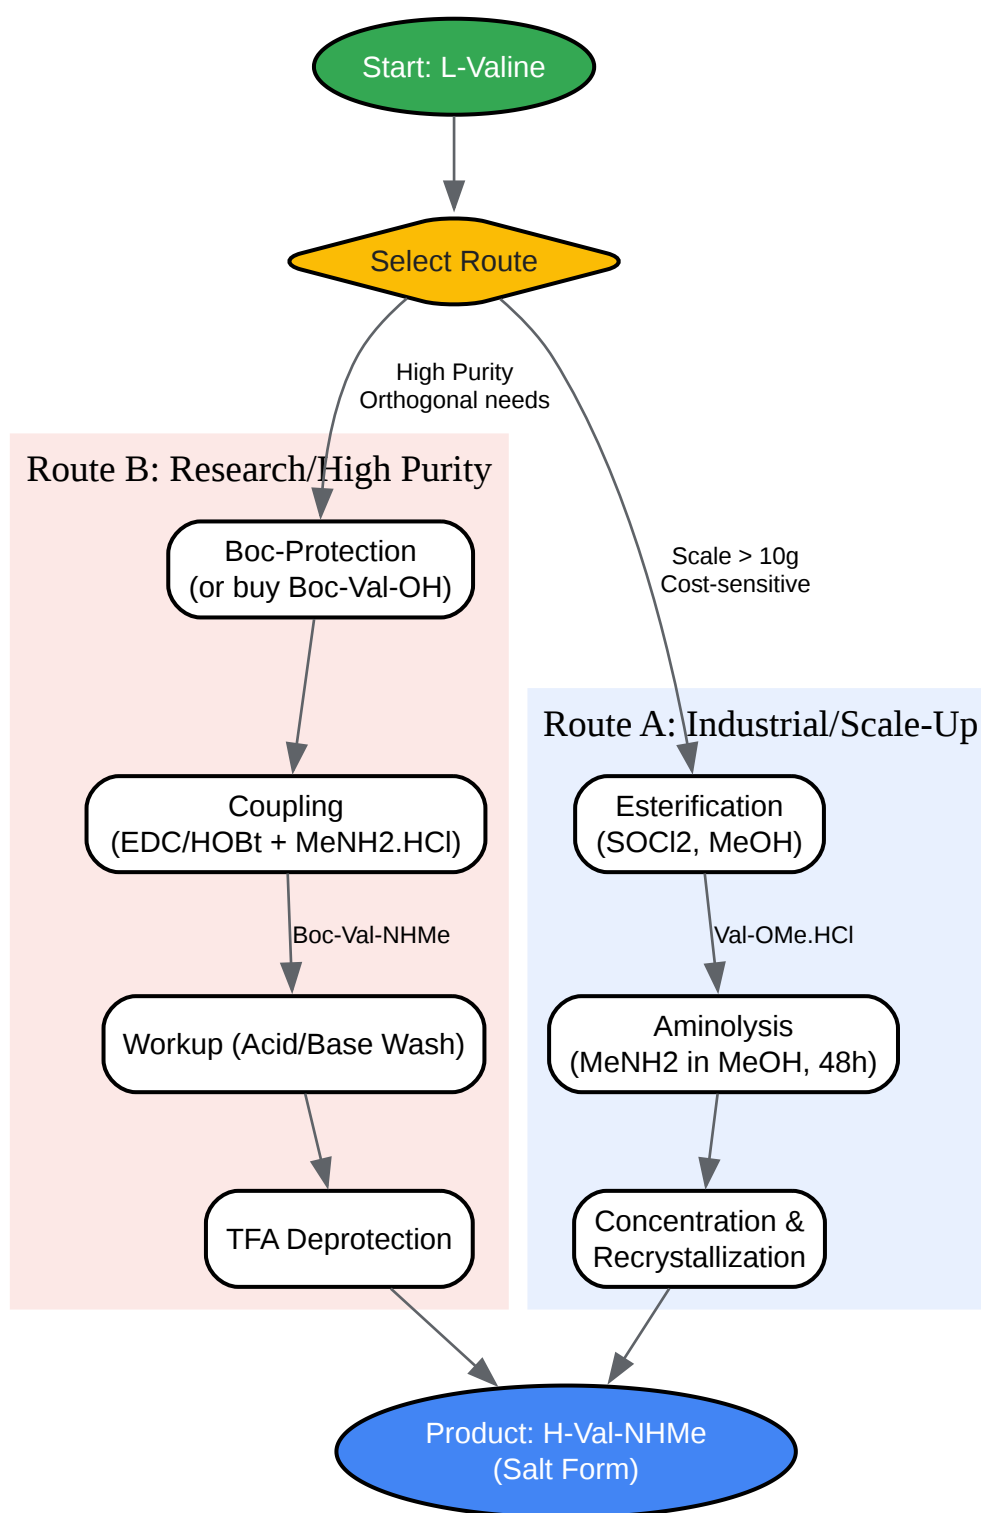 Start: L-Valine
Select Route
High Purity
Orthogonal needs
Route B: Research/High Purity
Boc-Protection
(or buy Boc-Val-OH)
Scale > 10g
Cost-sensitive
Route A: Industrial/Scale-Up
Coupling
(EDC/HOBt + MeNH2.HCl)
Esterification
(SOCl2, MeOH)
Boc-Val-NHMe
Val-OMe.HCl
Workup (Acid/Base Wash)
Aminolysis
(MeNH2 in MeOH, 48h)
TFA Deprotection
Concentration &
Recrystallization
Product: H-Val-NHMe
(Salt Form)